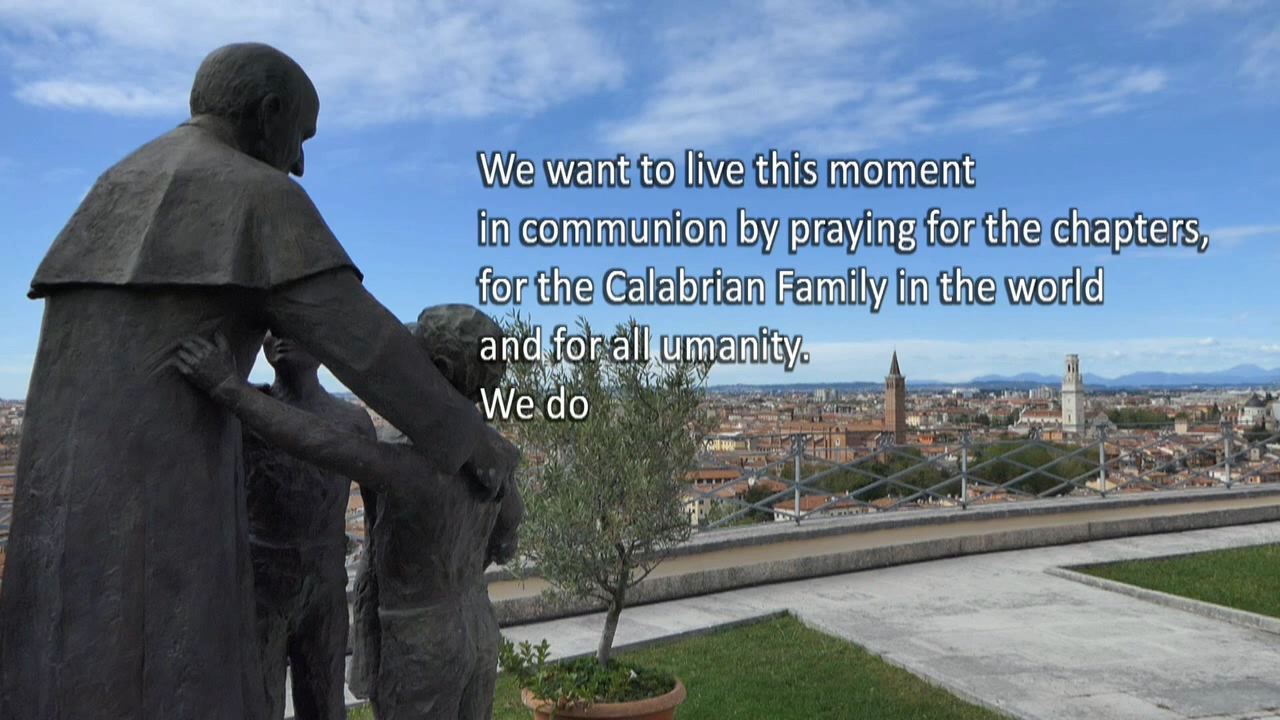 We want to live this moment
in communion by praying for the chapters,
for the Calabrian Family in the world
and for all umanity.
We do